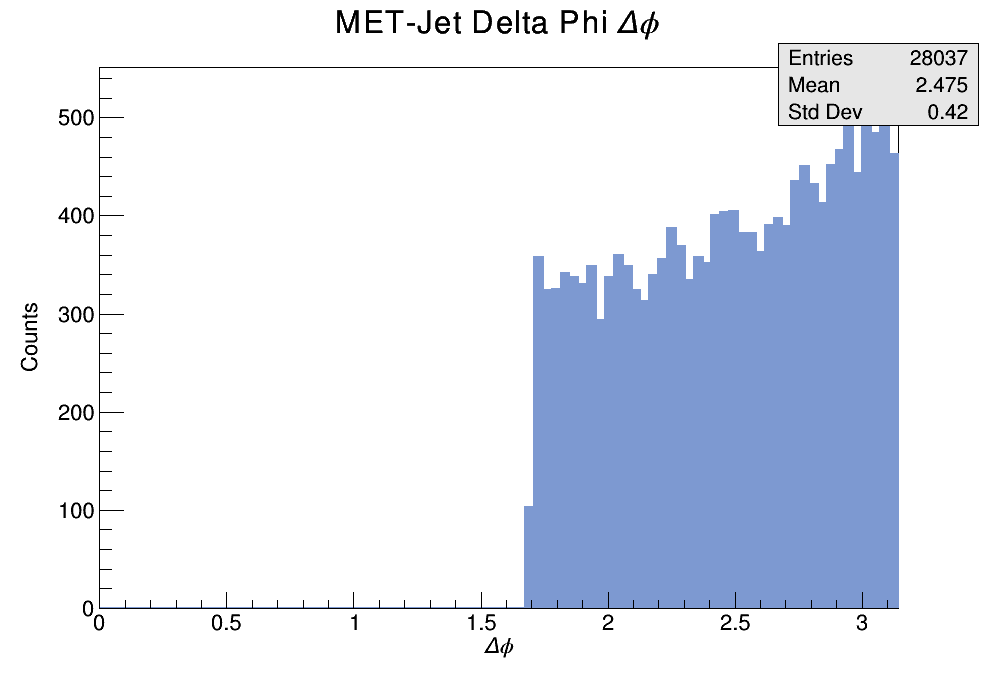 MET-Jet Delta Phi Δϕ
Entries 28037
Mean 2.475
Std Dev 0.42
500
400
300
200
100
0
Counts
0 0.5 1 1.5 2 2.5 3
Δϕ